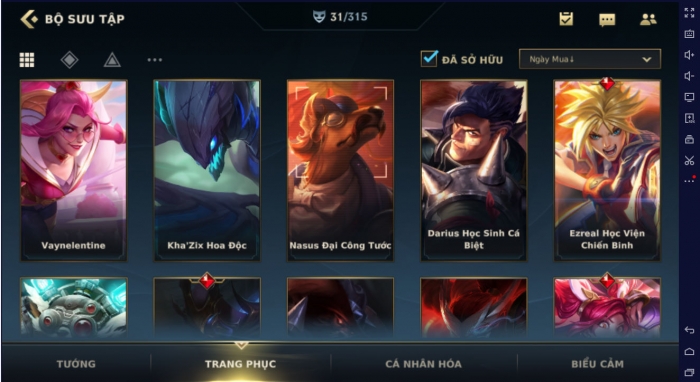 BỘ SƯU TẬP
31/315
ĐÃ SỞ HỮU
Ngày Mua↓
Vaynelentine
Kha'Zix Hoa Độc
Nasus Đại Công Tước
Darius Học Sinh Cá
Biệt
Ezreal Học Viện
Chiến Binh
TƯỚNG
TRANG PHỤC
CÁ NHÂN HÓA
BIỂU CẢM